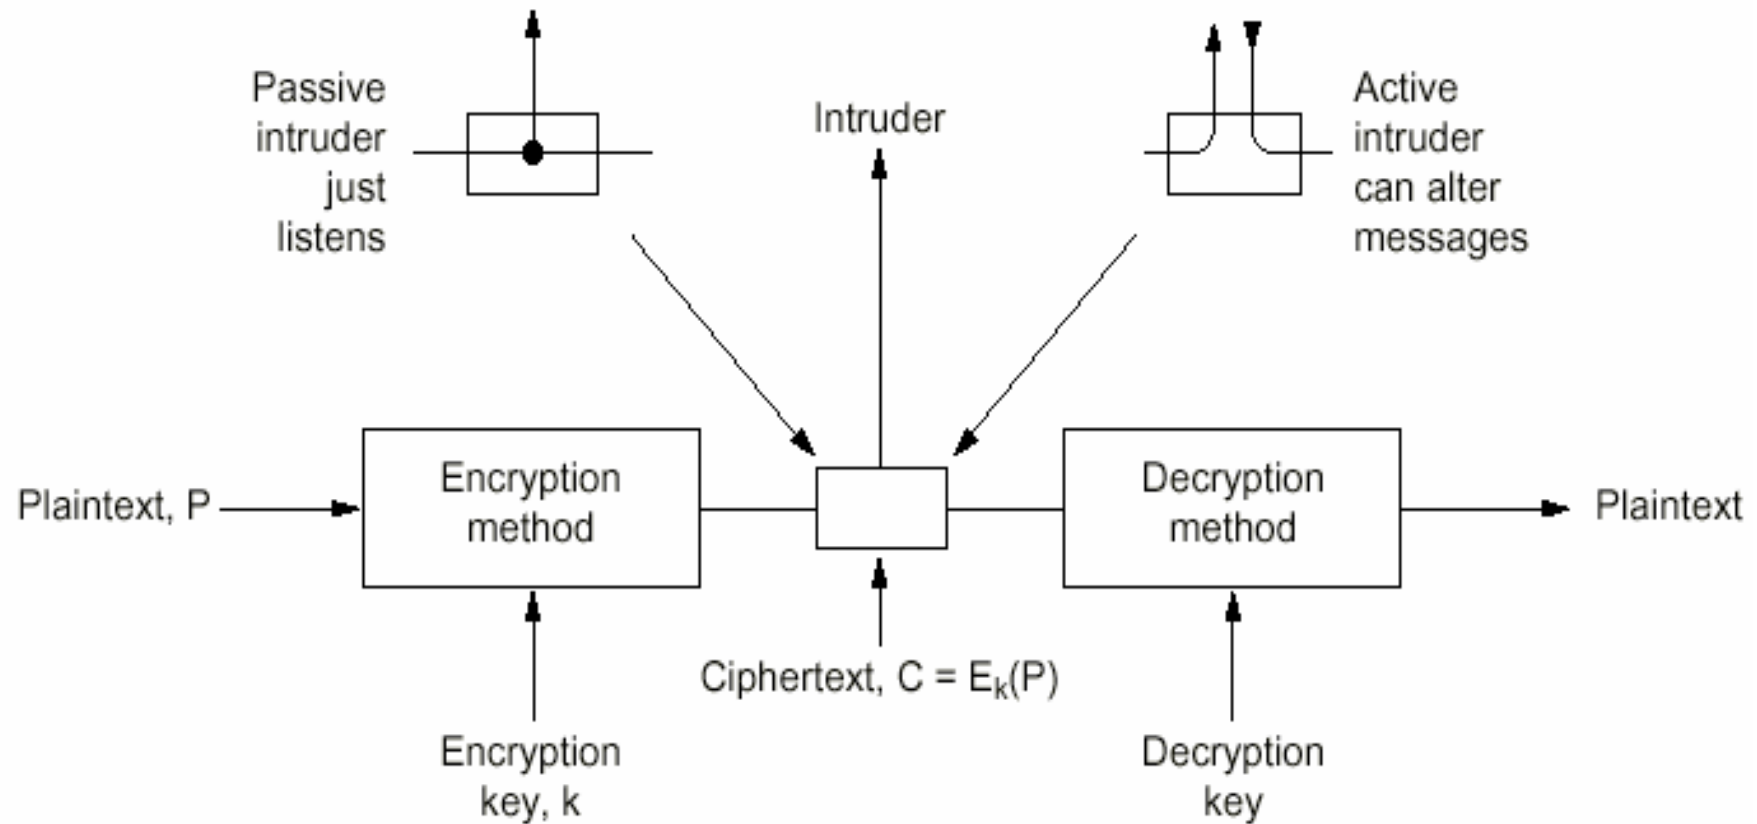 Passive
intruder
just
listens
Intruder
Active
intruder
can alter
messages
Plaintext, P
Encryption
method
Decryption
method
Plaintext
Ciphertext, C = Eₖ(P)
Encryption
key, k
Decryption
key